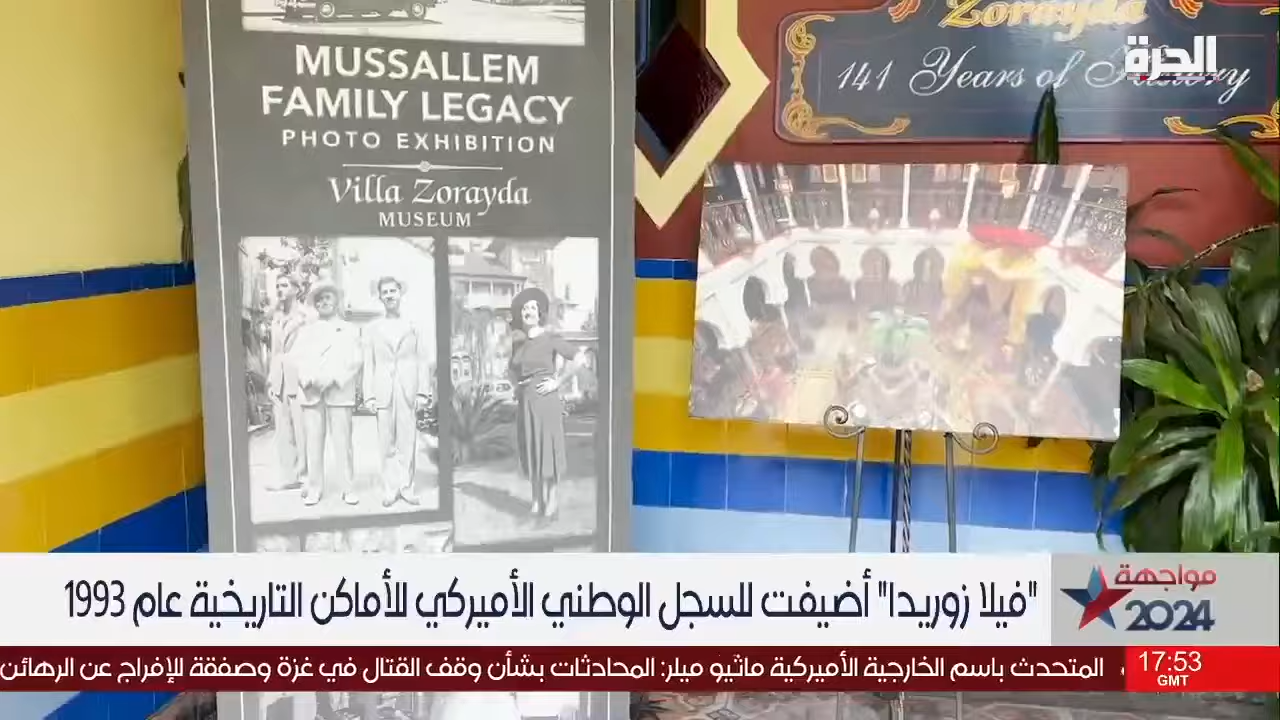 MUSSALLEM
FAMILY LEGACY
PHOTO EXHIBITION
Villa Zorayda
MUSEUM
Zorayda
141 Years of History
الحرة
"فيلا زوريدا" أضيفت للسجل الوطني الأميركي للأماكن التاريخية عام 1993
مواجهة
2024
المتحدث باسم الخارجية الأميركية ماثيو ميلر: المحادثات بشأن وقف القتال في غزة وصفقة للإفراج عن الرهائن
17:53
GMT